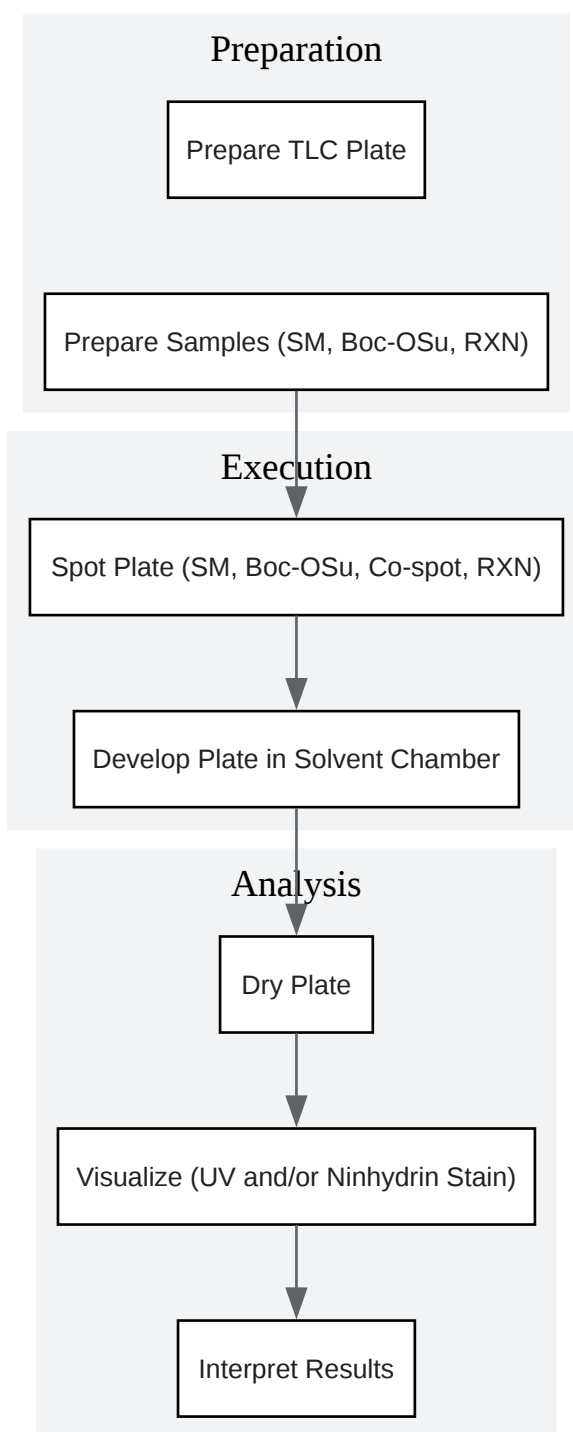 Preparation
Prepare TLC Plate
Prepare Samples (SM, Boc-OSu, RXN)
Execution
Spot Plate (SM, Boc-OSu, Co-spot, RXN)
Develop Plate in Solvent Chamber
Analysis
Dry Plate
Visualize (UV and/or Ninhydrin Stain)
Interpret Results